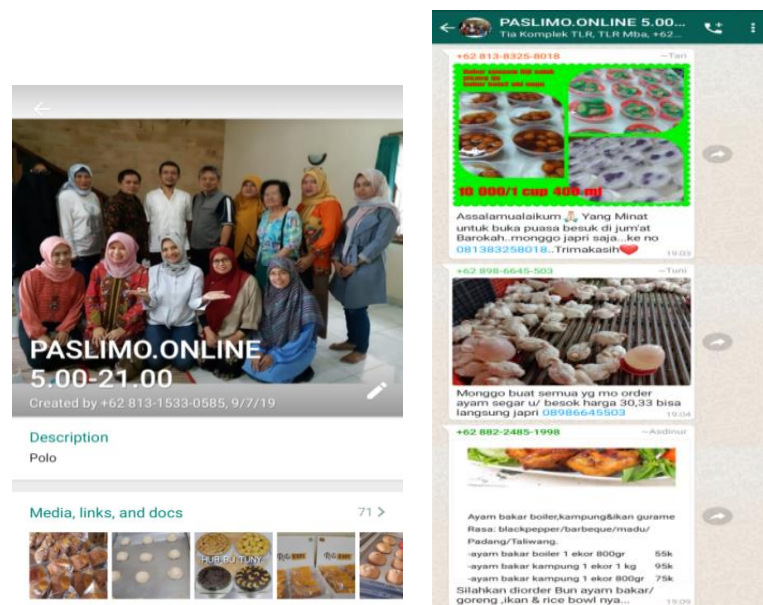 PASLIMO.ONLINE
5.00-21.00
Created by +62 813-1533-0585, 9/7/19
Description
Polo
Media, links, and docs 71 >
HUB:BU TUNY
PASLIMO.ONLINE 5.00...
Tia Komplek TLR, TLR Mba, +62...
+62 813-8325-8018 ~Tari
10 000/1 cup 400 ml
Assalamualaikum 🙏 Yang Minat
untuk buka puasa besuk di jum'at
Barokah..monggo japri saja...ke no
081383258018..Trimakasih❤️ 19.03
+62 898-6645-503 ~Tuni
Monggo buat semua yg mo order
ayam segar u/ besok harga 30,33 bisa
langsung japri 08986645503 19.04
+62 882-2485-1998 ~Asdinur
Ayam bakar boiler,kampung&ikan gurame
Rasa: blackpepper/barbeque/madu/
Padang/Taliwang.
-ayam bakar boiler 1 ekor 800gr 55k
-ayam bakar kampung 1 ekor 1 kg 95k
-ayam bakar kampung 1 ekor 800gr 75k
Silahkan diorder Bun ayam bakar/
goreng ,ikan & rice bowl nya... 19.09